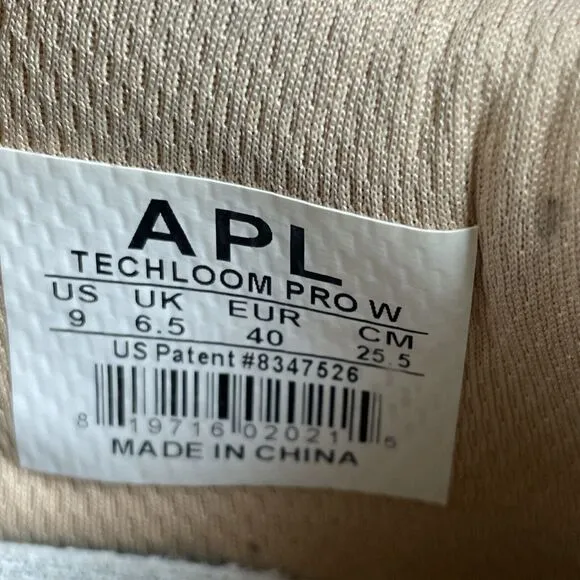 APL
TECHLOOM PRO W
US UK EUR CM
9 6.5 40 25.5
US Patent #8347526
8 19716 02021 5
MADE IN CHINA